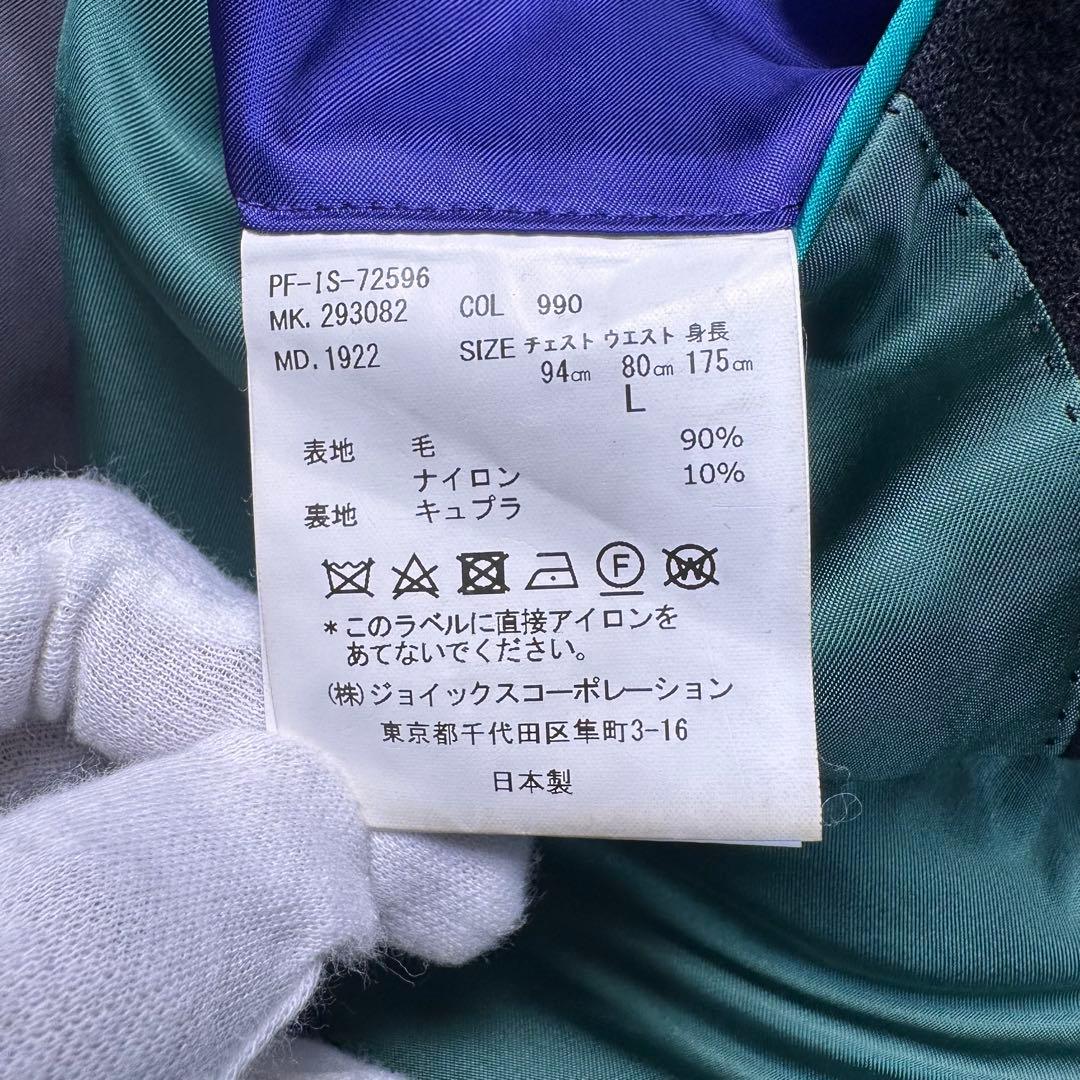 PF-IS-72596
MK. 293082 COL 990
MD. 1922 SIZE チェスト ウエスト 身長
94cm 80cm 175cm
L
表地 毛 90%
ナイロン 10%
裏地 キュプラ
F W
*このラベルに直接アイロンを
あてないでください。
(株)ジョイックスコーポレーション
東京都千代田区隼町3-16
日本製